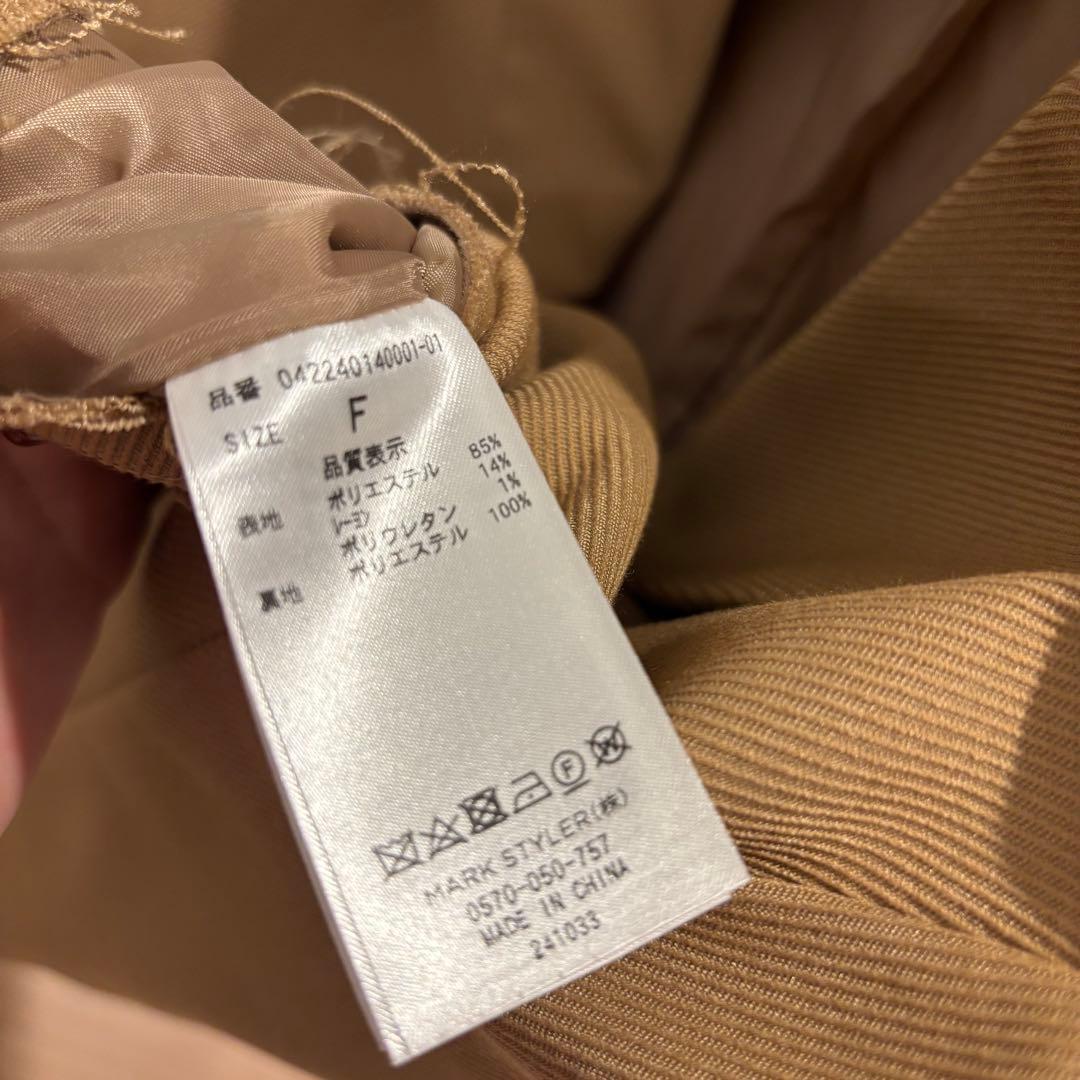 品番 042240140001-01
SIZE F
品質表示
表地 ポリエステル 85%
レーヨン 14%
ポリウレタン 1%
裏地 ポリエステル 100%
F W
MARK STYLER(株)
0570-050-757
MADE IN CHINA
241033